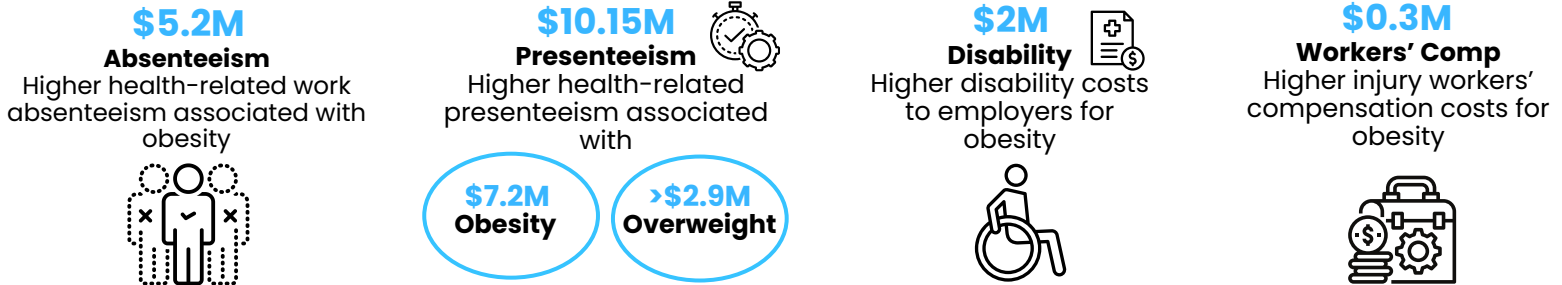 $5.2M
Absenteeism
Higher health-related work
absenteeism associated with
obesity
$10.15M
Presenteeism
Higher health-related
presenteeism associated
with
$7.2M
Obesity
>$2.9M
Overweight
$2M
Disability
$
Higher disability costs
to employers for
obesity
$0.3M
Workers’ Comp
Higher injury workers’
compensation costs for
obesity
$